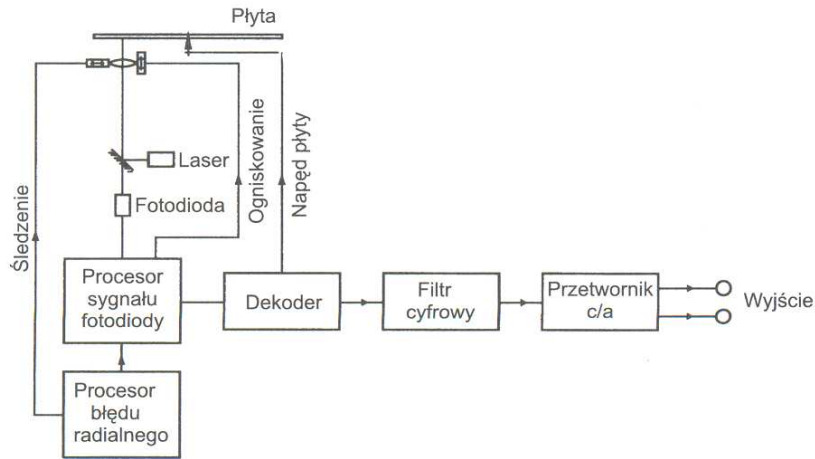 Płyta
Laser
Fotodioda
Śledzenie
Ogniskowanie
Napęd płyty
Procesor
sygnału
fotodiody
Dekoder
Filtr
cyfrowy
Przetwornik
c/a
Wyjście
Procesor
błędu
radialnego